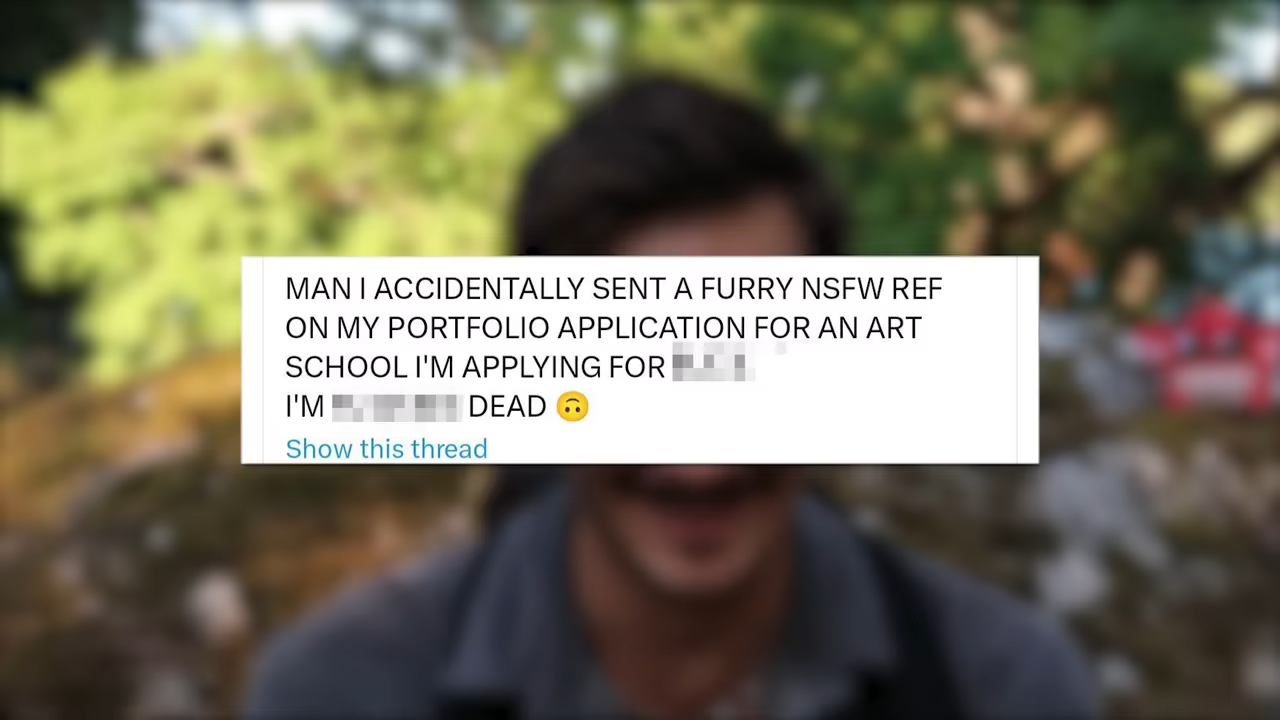 MAN I ACCIDENTALLY SENT A FURRY NSFW REF
ON MY PORTFOLIO APPLICATION FOR AN ART
SCHOOL I'M APPLYING FOR
I'M DEAD 🙃
Show this thread